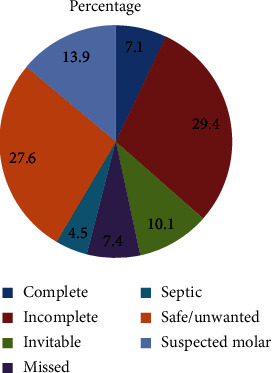 Percentage
7.1
13.9
29.4
27.6
10.1
4.5
7.4
Complete
Septic
Incomplete
Safe/unwanted
Invitable
Suspected molar
Missed